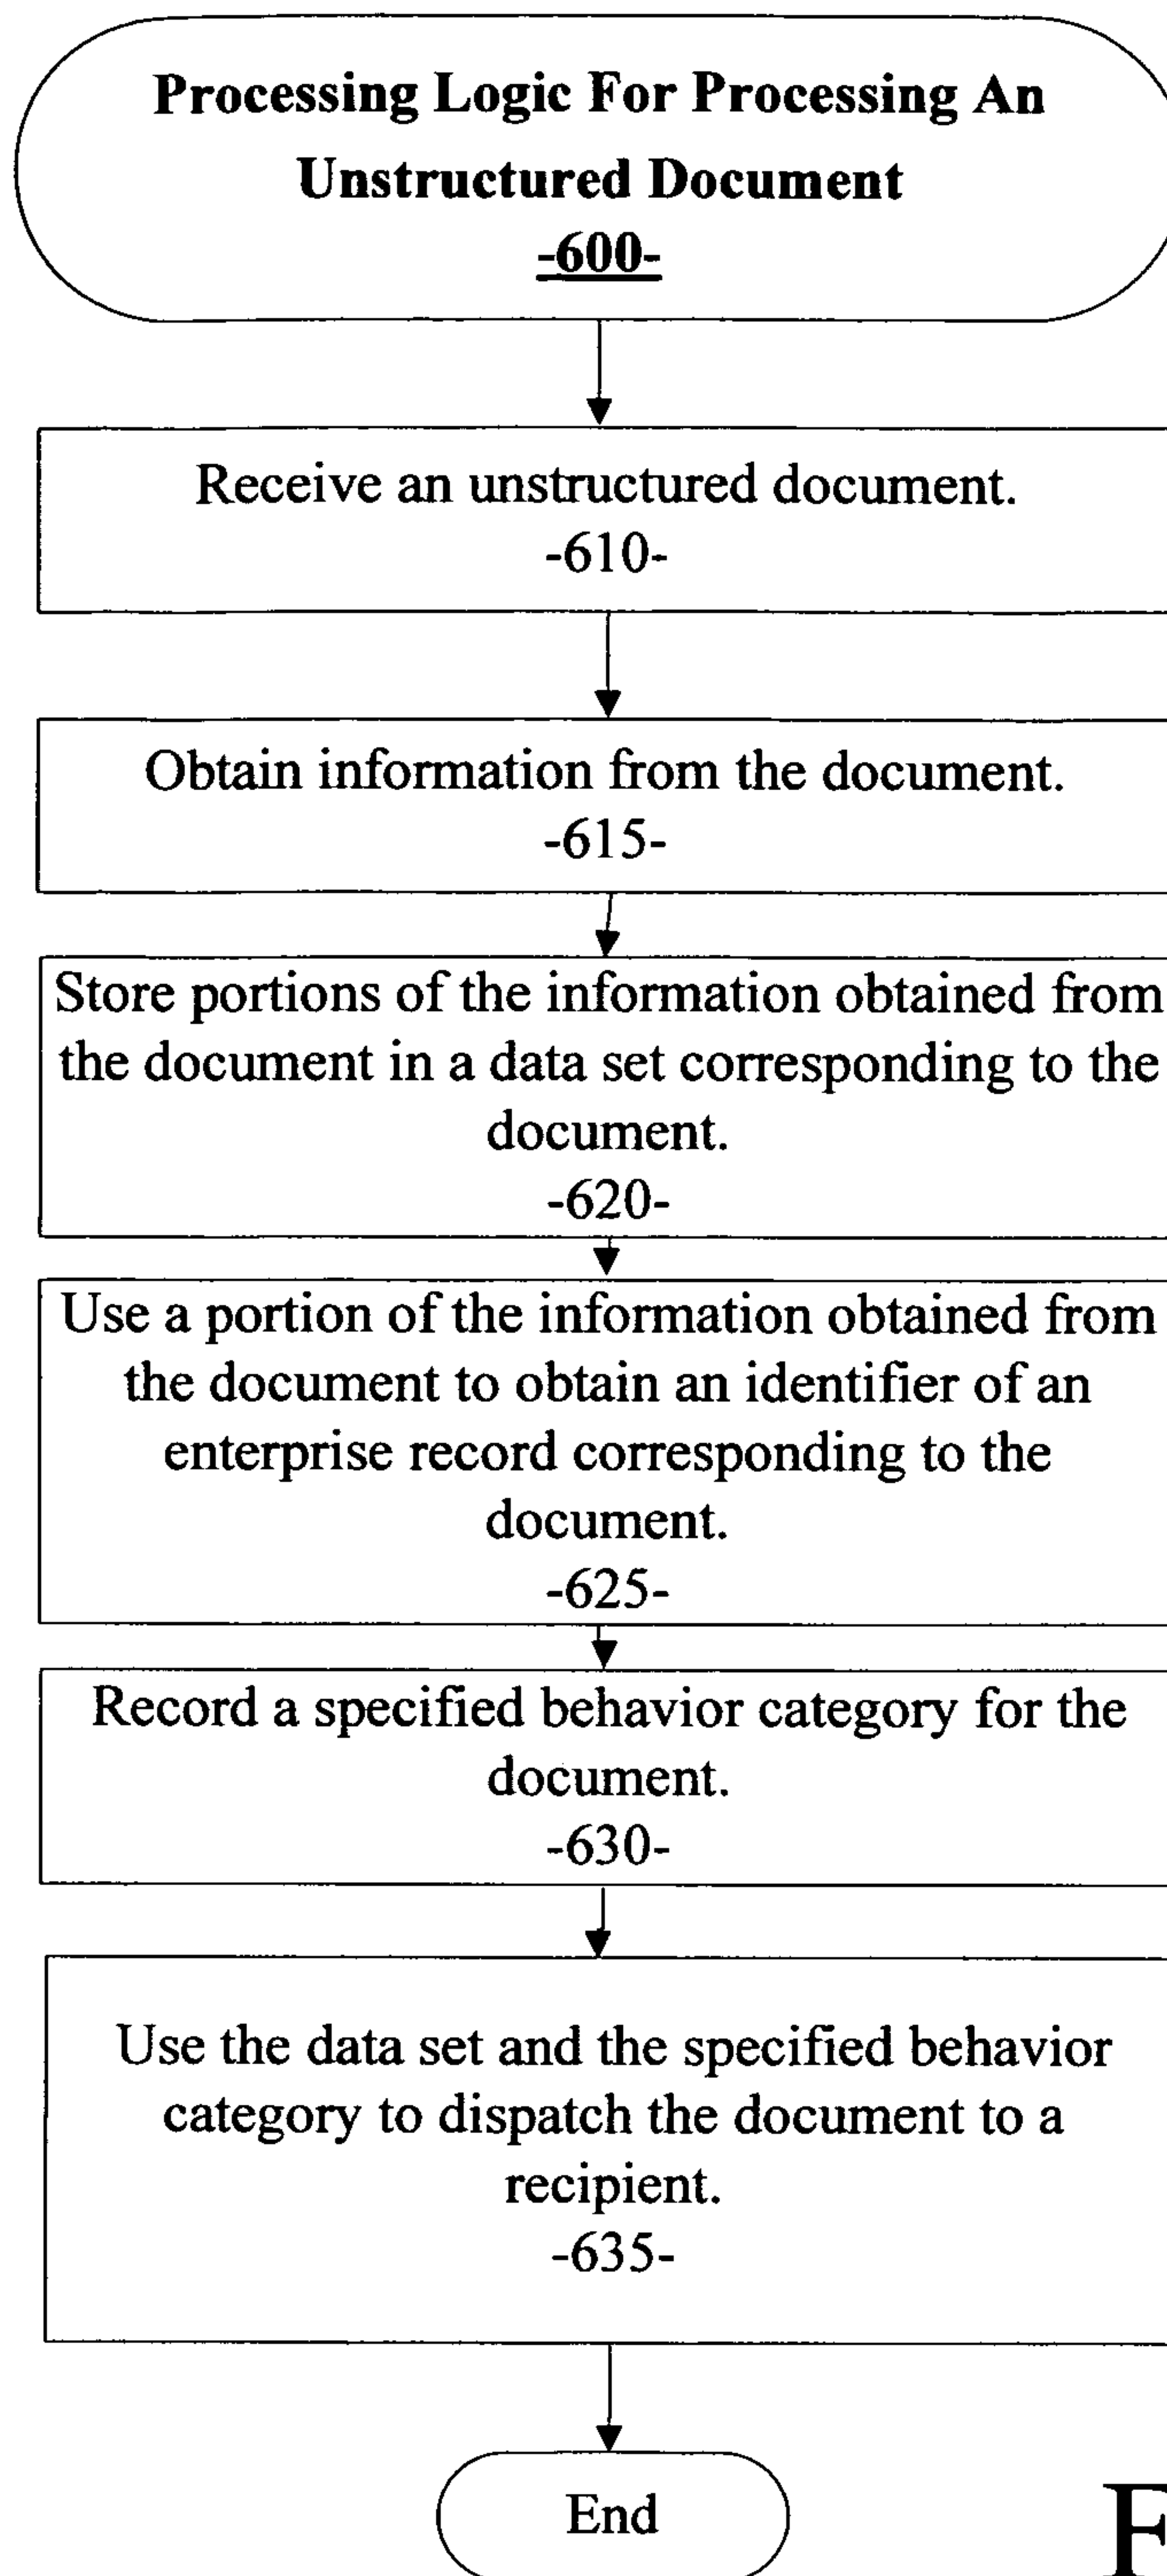 Processing Logic For Processing An
Unstructured Document
-600-
Receive an unstructured document.
-610-
Obtain information from the document.
-615-
Store portions of the information obtained from
the document in a data set corresponding to the
document.
-620-
Use a portion of the information obtained from
the document to obtain an identifier of an
enterprise record corresponding to the
document.
-625-
Record a specified behavior category for the
document.
-630-
Use the data set and the specified behavior
category to dispatch the document to a
recipient.
-635-
End
F